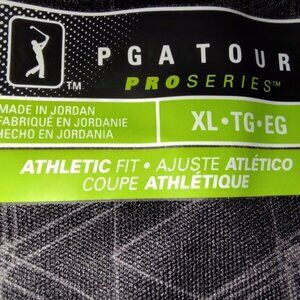 PGA TOUR
PRO SERIES™
TM
MADE IN JORDAN
FABRIQUÉ EN JORDANIE
HECHO EN JORDANIA
XL•TG•EG
ATHLETIC FIT • AJUSTE ATLÉTICO
COUPE ATHLÉTIQUE